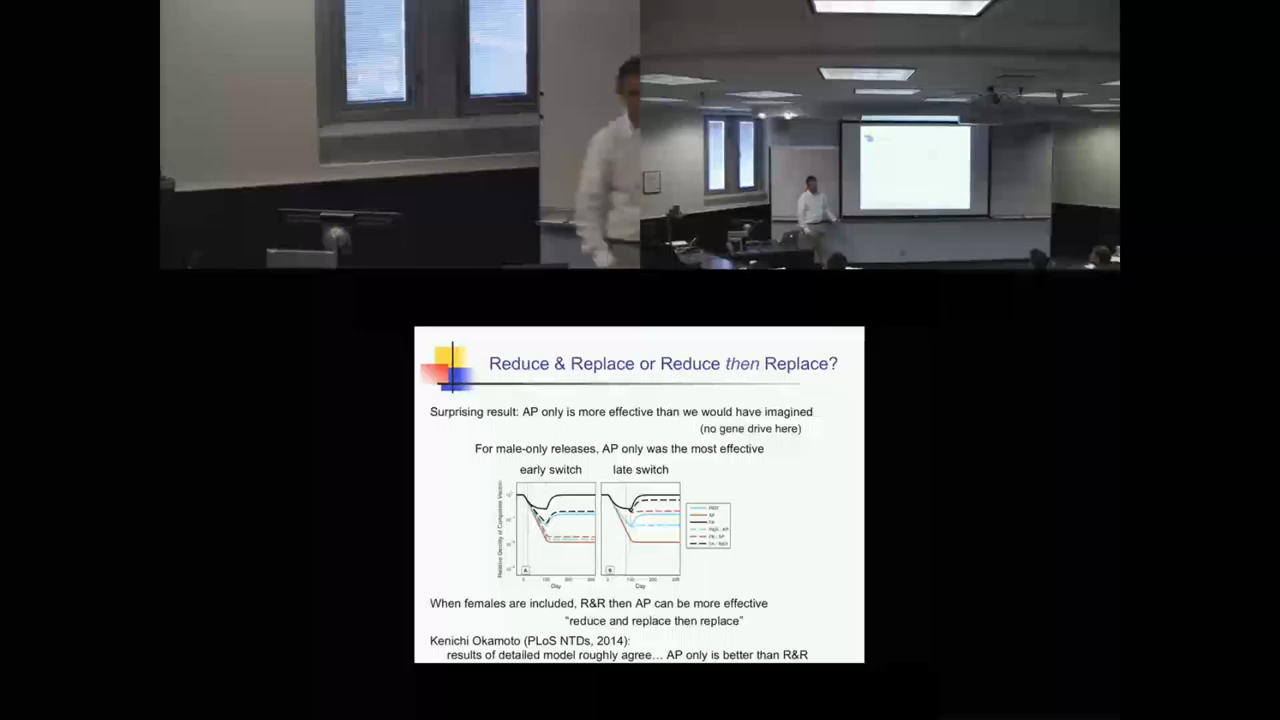 Reduce & Replace or Reduce then Replace?
Surprising result: AP only is more effective than we would have imagined
(no gene drive here)
For male-only releases, AP only was the most effective
early switch late switch
Day Day
When females are included, R&R then AP can be more effective
"reduce and replace then replace"
Kenichi Okamoto (PLoS NTDs, 2014):
results of detailed model roughly agree… AP only is better than R&R